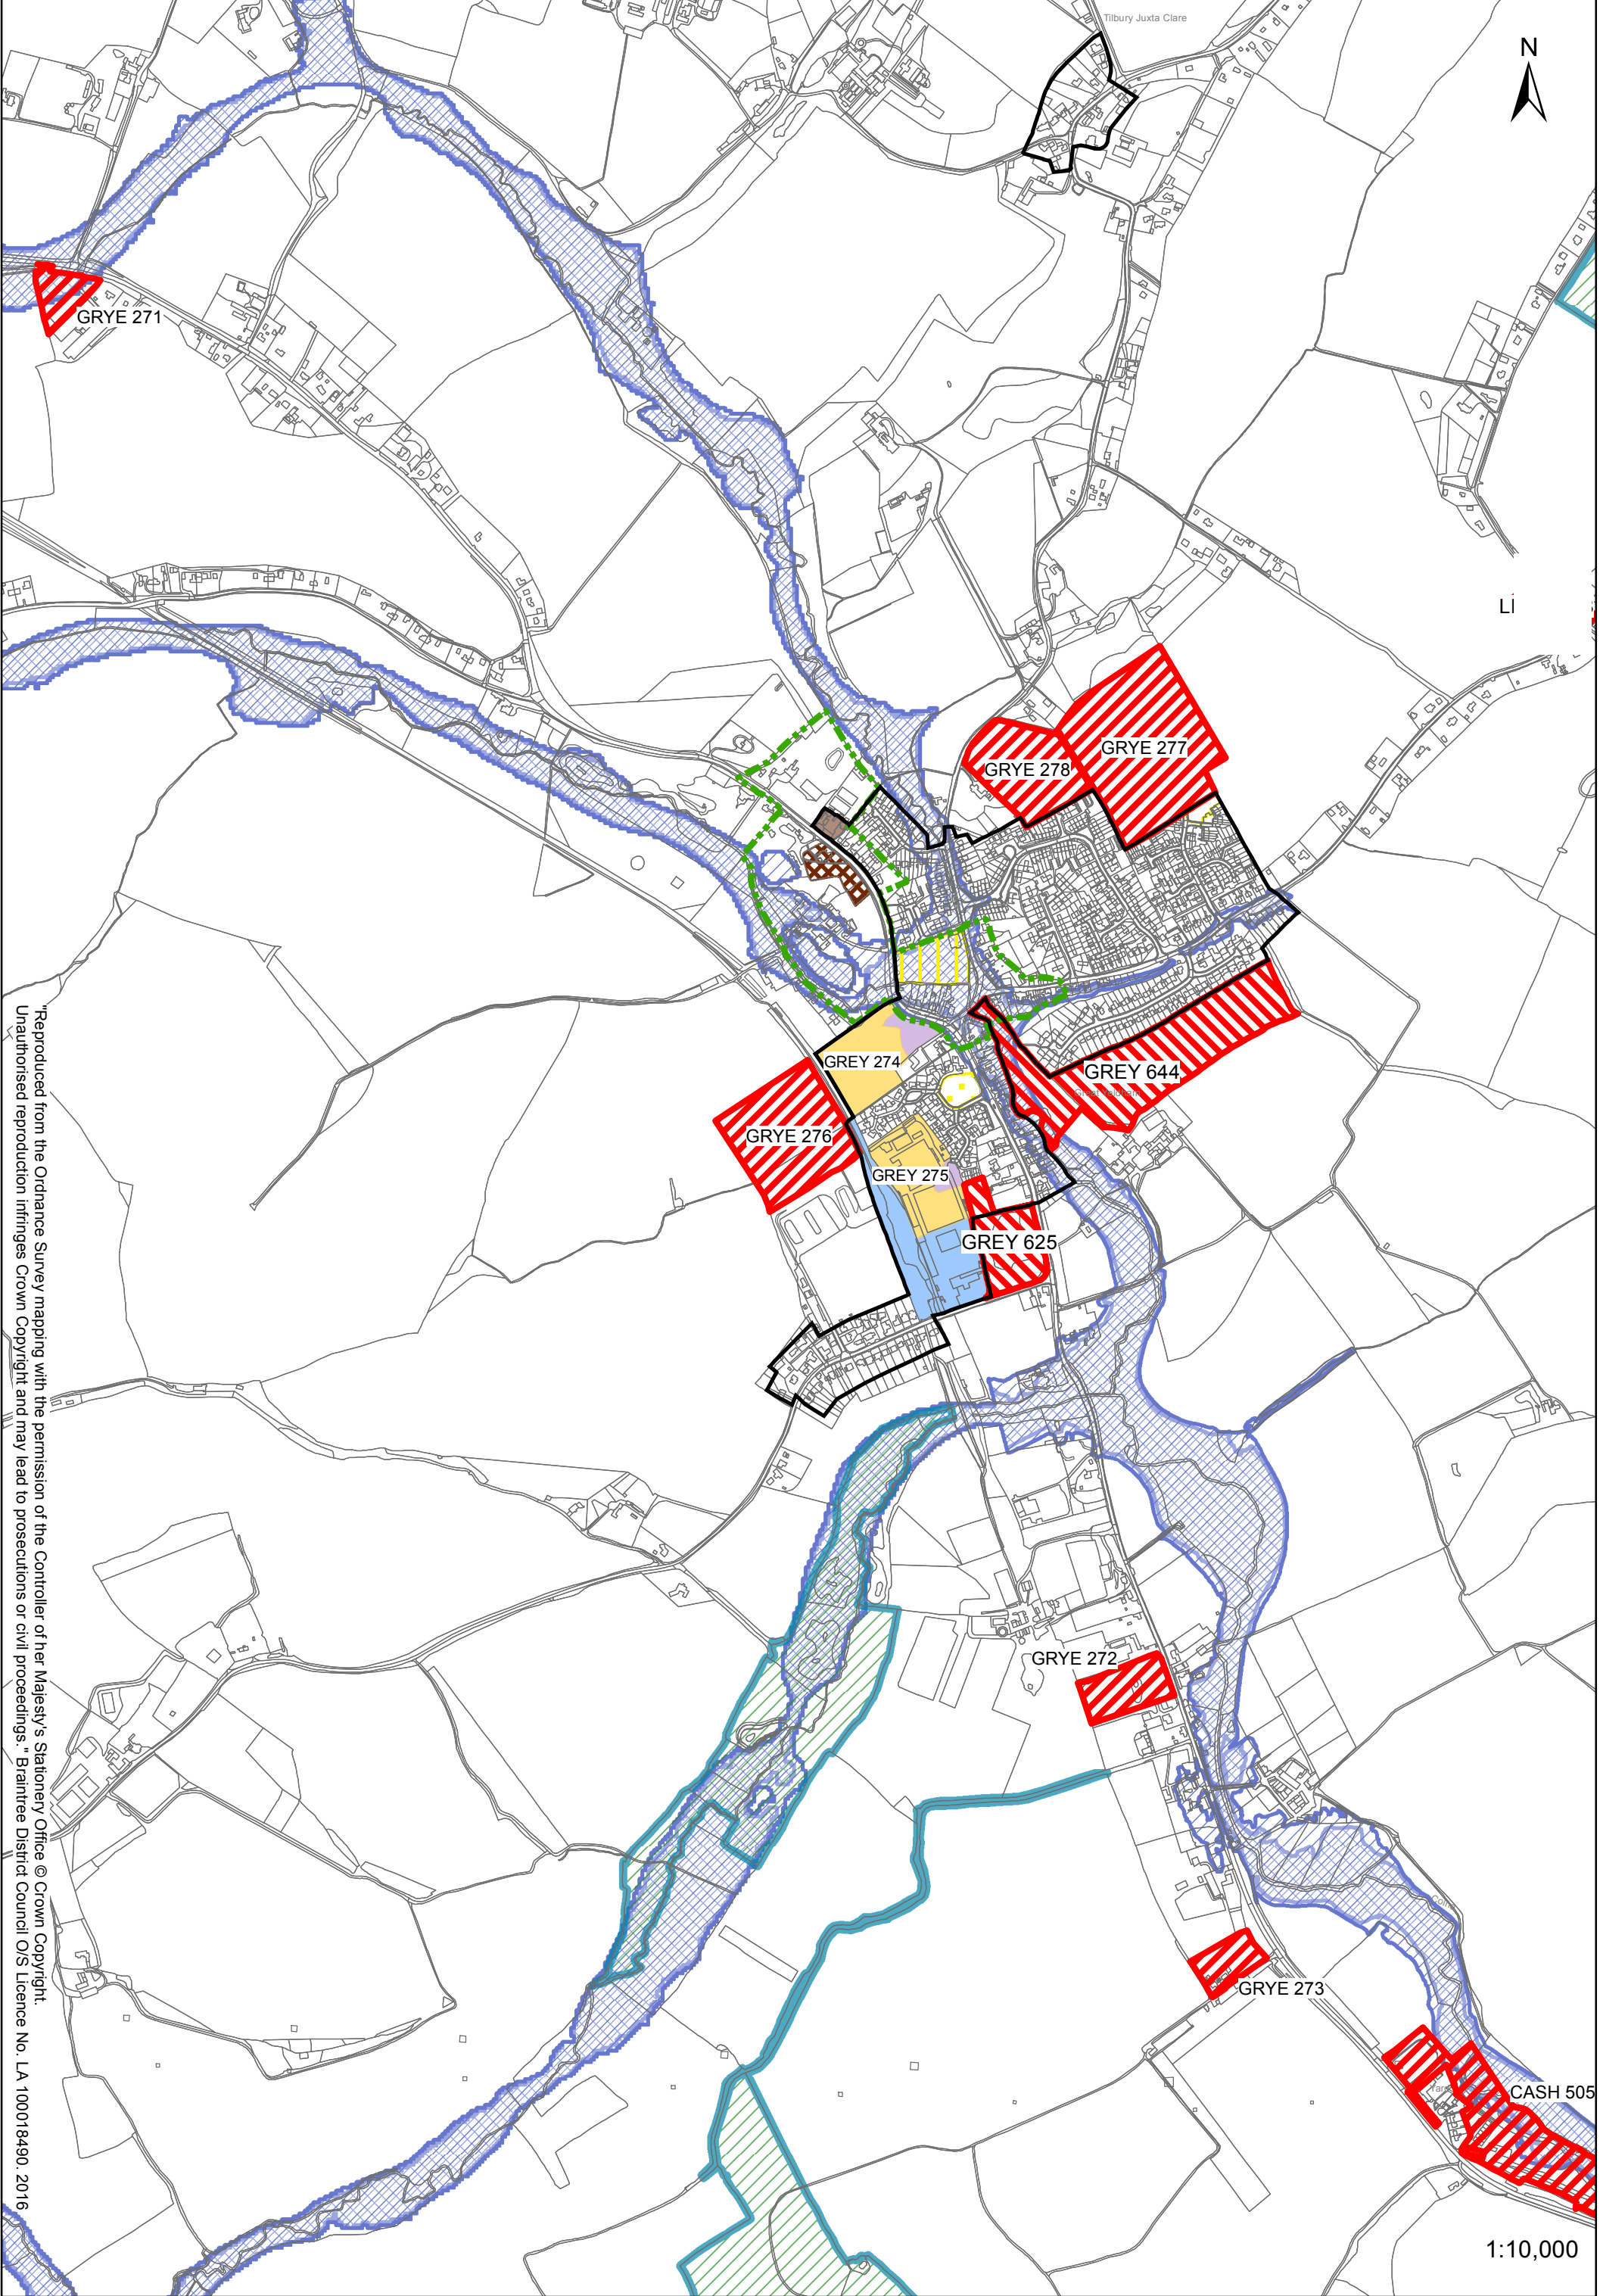 Tilbury Juxta Clare
N
GRYE 271
LI
GRYE 277
GRYE 278
GREY 274
GREY 644
GRYE 276
GREY 275
GREY 625
GRYE 272
GRYE 273
CASH 505
1:10,000
"Reproduced from the Ordnance Survey mapping with the permission of the Controller of her Majesty's Stationery Office © Crown Copyright.
Unauthorised reproduction infringes Crown Copyright and may lead to prosecutions or civil proceedings." Braintree District Council O/S Licence No. LA 100018490. 2016